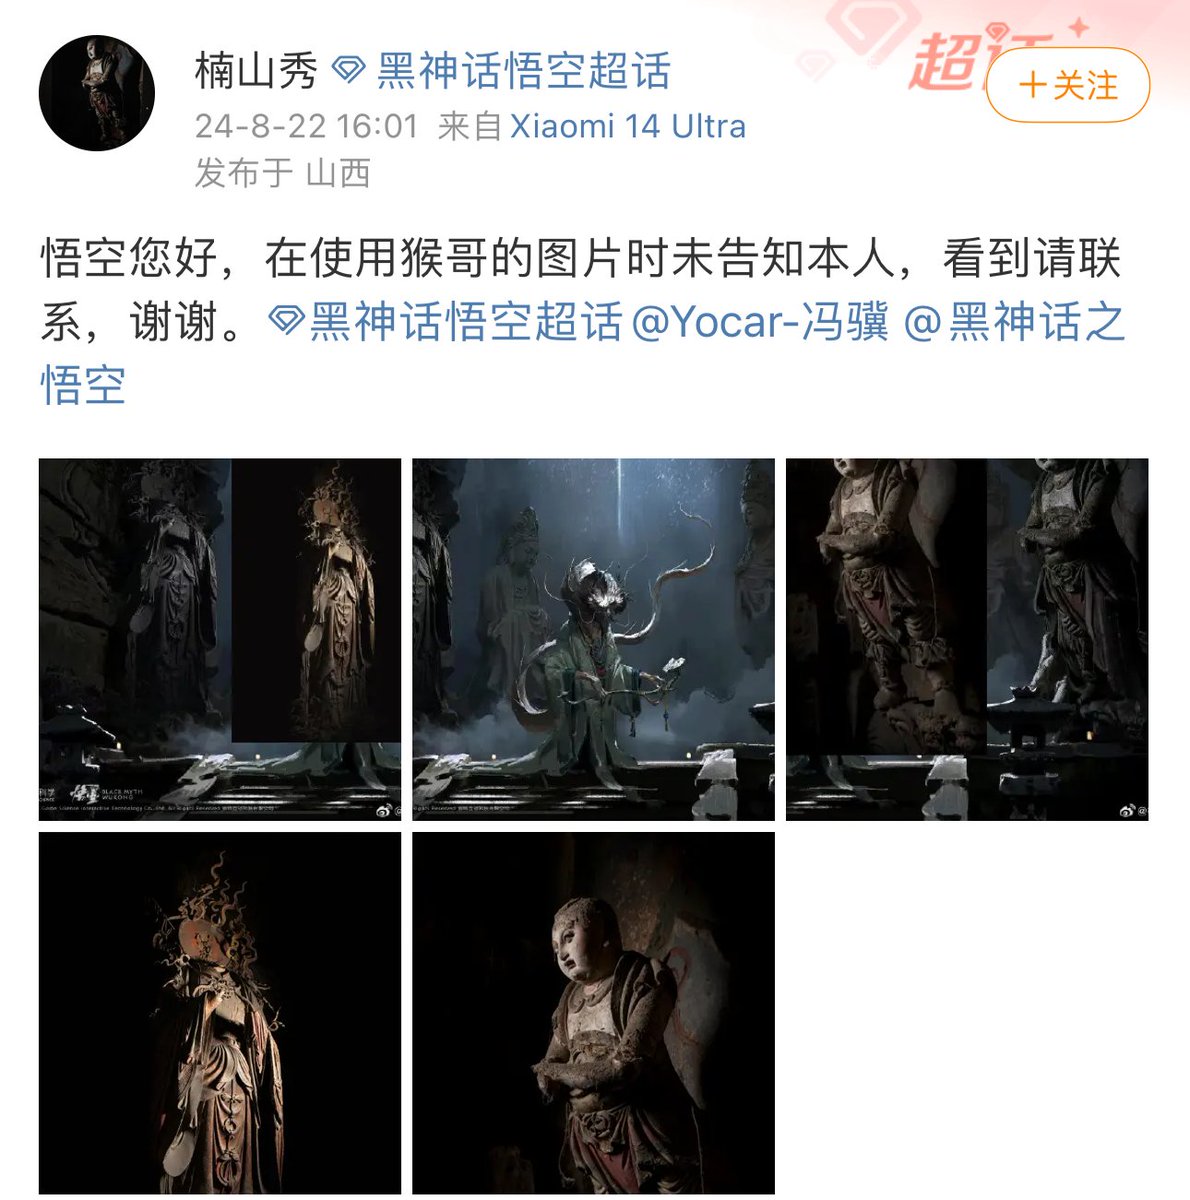 楠山秀 黑神话悟空超话
超话
+关注
24-8-22 16:01 来自 Xiaomi 14 Ultra
发布于 山西
悟空您好，在使用猴哥的图片时未告知本人，看到请联
系，谢谢。黑神话悟空超话@Yocar-冯骥 @黑神话之
悟空
BLACK MYTH
WUKONG